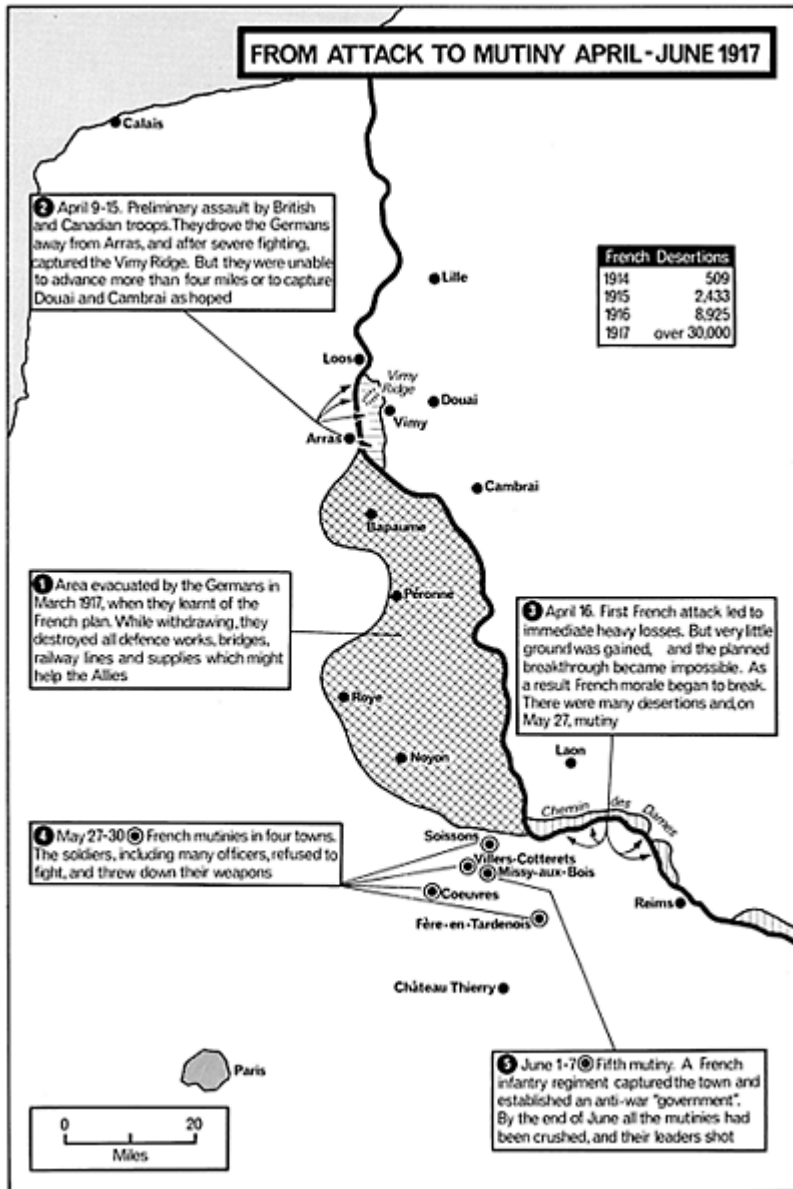 FROM ATTACK TO MUTINY APRIL-JUNE 1917
Calais
2 April 9-15. Preliminary assault by British
and Canadian troops. They drove the Germans
away from Arras, and after severe fighting,
captured the Vimy Ridge. But they were unable
to advance more than four miles or to capture
Douai and Cambrai as hoped
French Desertions
1914 509
1915 2,433
1916 8,925
1917 over 30,000
Lille
Loos
Vimy
Ridge
Douai
Vimy
Arras
Cambrai
Bapaume
1 Area evacuated by the Germans in
March 1917, when they learnt of the
French plan. While withdrawing, they
destroyed all defence works, bridges,
railway lines and supplies which might
help the Allies
Péronne
3 April 16. First French attack led to
immediate heavy losses. But very little
ground was gained, and the planned
breakthrough became impossible. As
a result French morale began to break.
There were many desertions and, on
May 27, mutiny
Roye
Noyon
Laon
Chemin des Dames
4 May 27-30 French mutinies in four towns.
The soldiers, including many officers, refused to
fight, and threw down their weapons
Soissons
Villers-Cotterets
Missy-aux-Bois
Coeuvres
Reims
Fère-en-Tardenois
Château Thierry
5 June 1-7 Fifth mutiny. A French
infantry regiment captured the town and
established an anti-war "government".
By the end of June all the mutinies had
been crushed, and their leaders shot
Paris
0 20
Miles